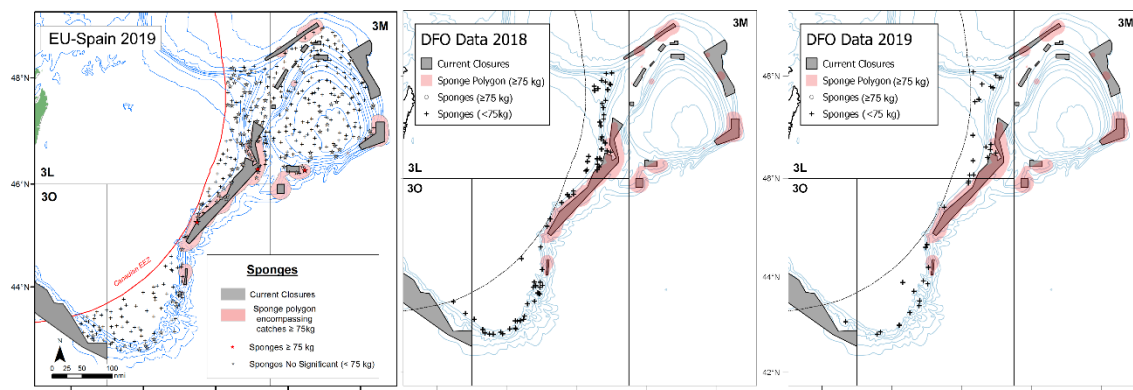 EU-Spain 2019
3M
48°N
3L
46°N
3O
Canadian EEZ
44°N
N
0 25 50 100
nmi
Sponges
Current Closures
Sponge polygon
encompassing
catches ≥ 75kg
Sponges ≥ 75 kg
Sponges No Significant (< 75 kg)
DFO Data 2018
Current Closures
Sponge Polygon (≥75 kg)
Sponges (≥75 kg)
Sponges (<75kg)
3M
3L
3O
DFO Data 2019
Current Closures
Sponge Polygon (≥75 kg)
Sponges (≥75 kg)
Sponges (<75kg)
3M
48°N
3L
46°N
3O
44°N
42°N